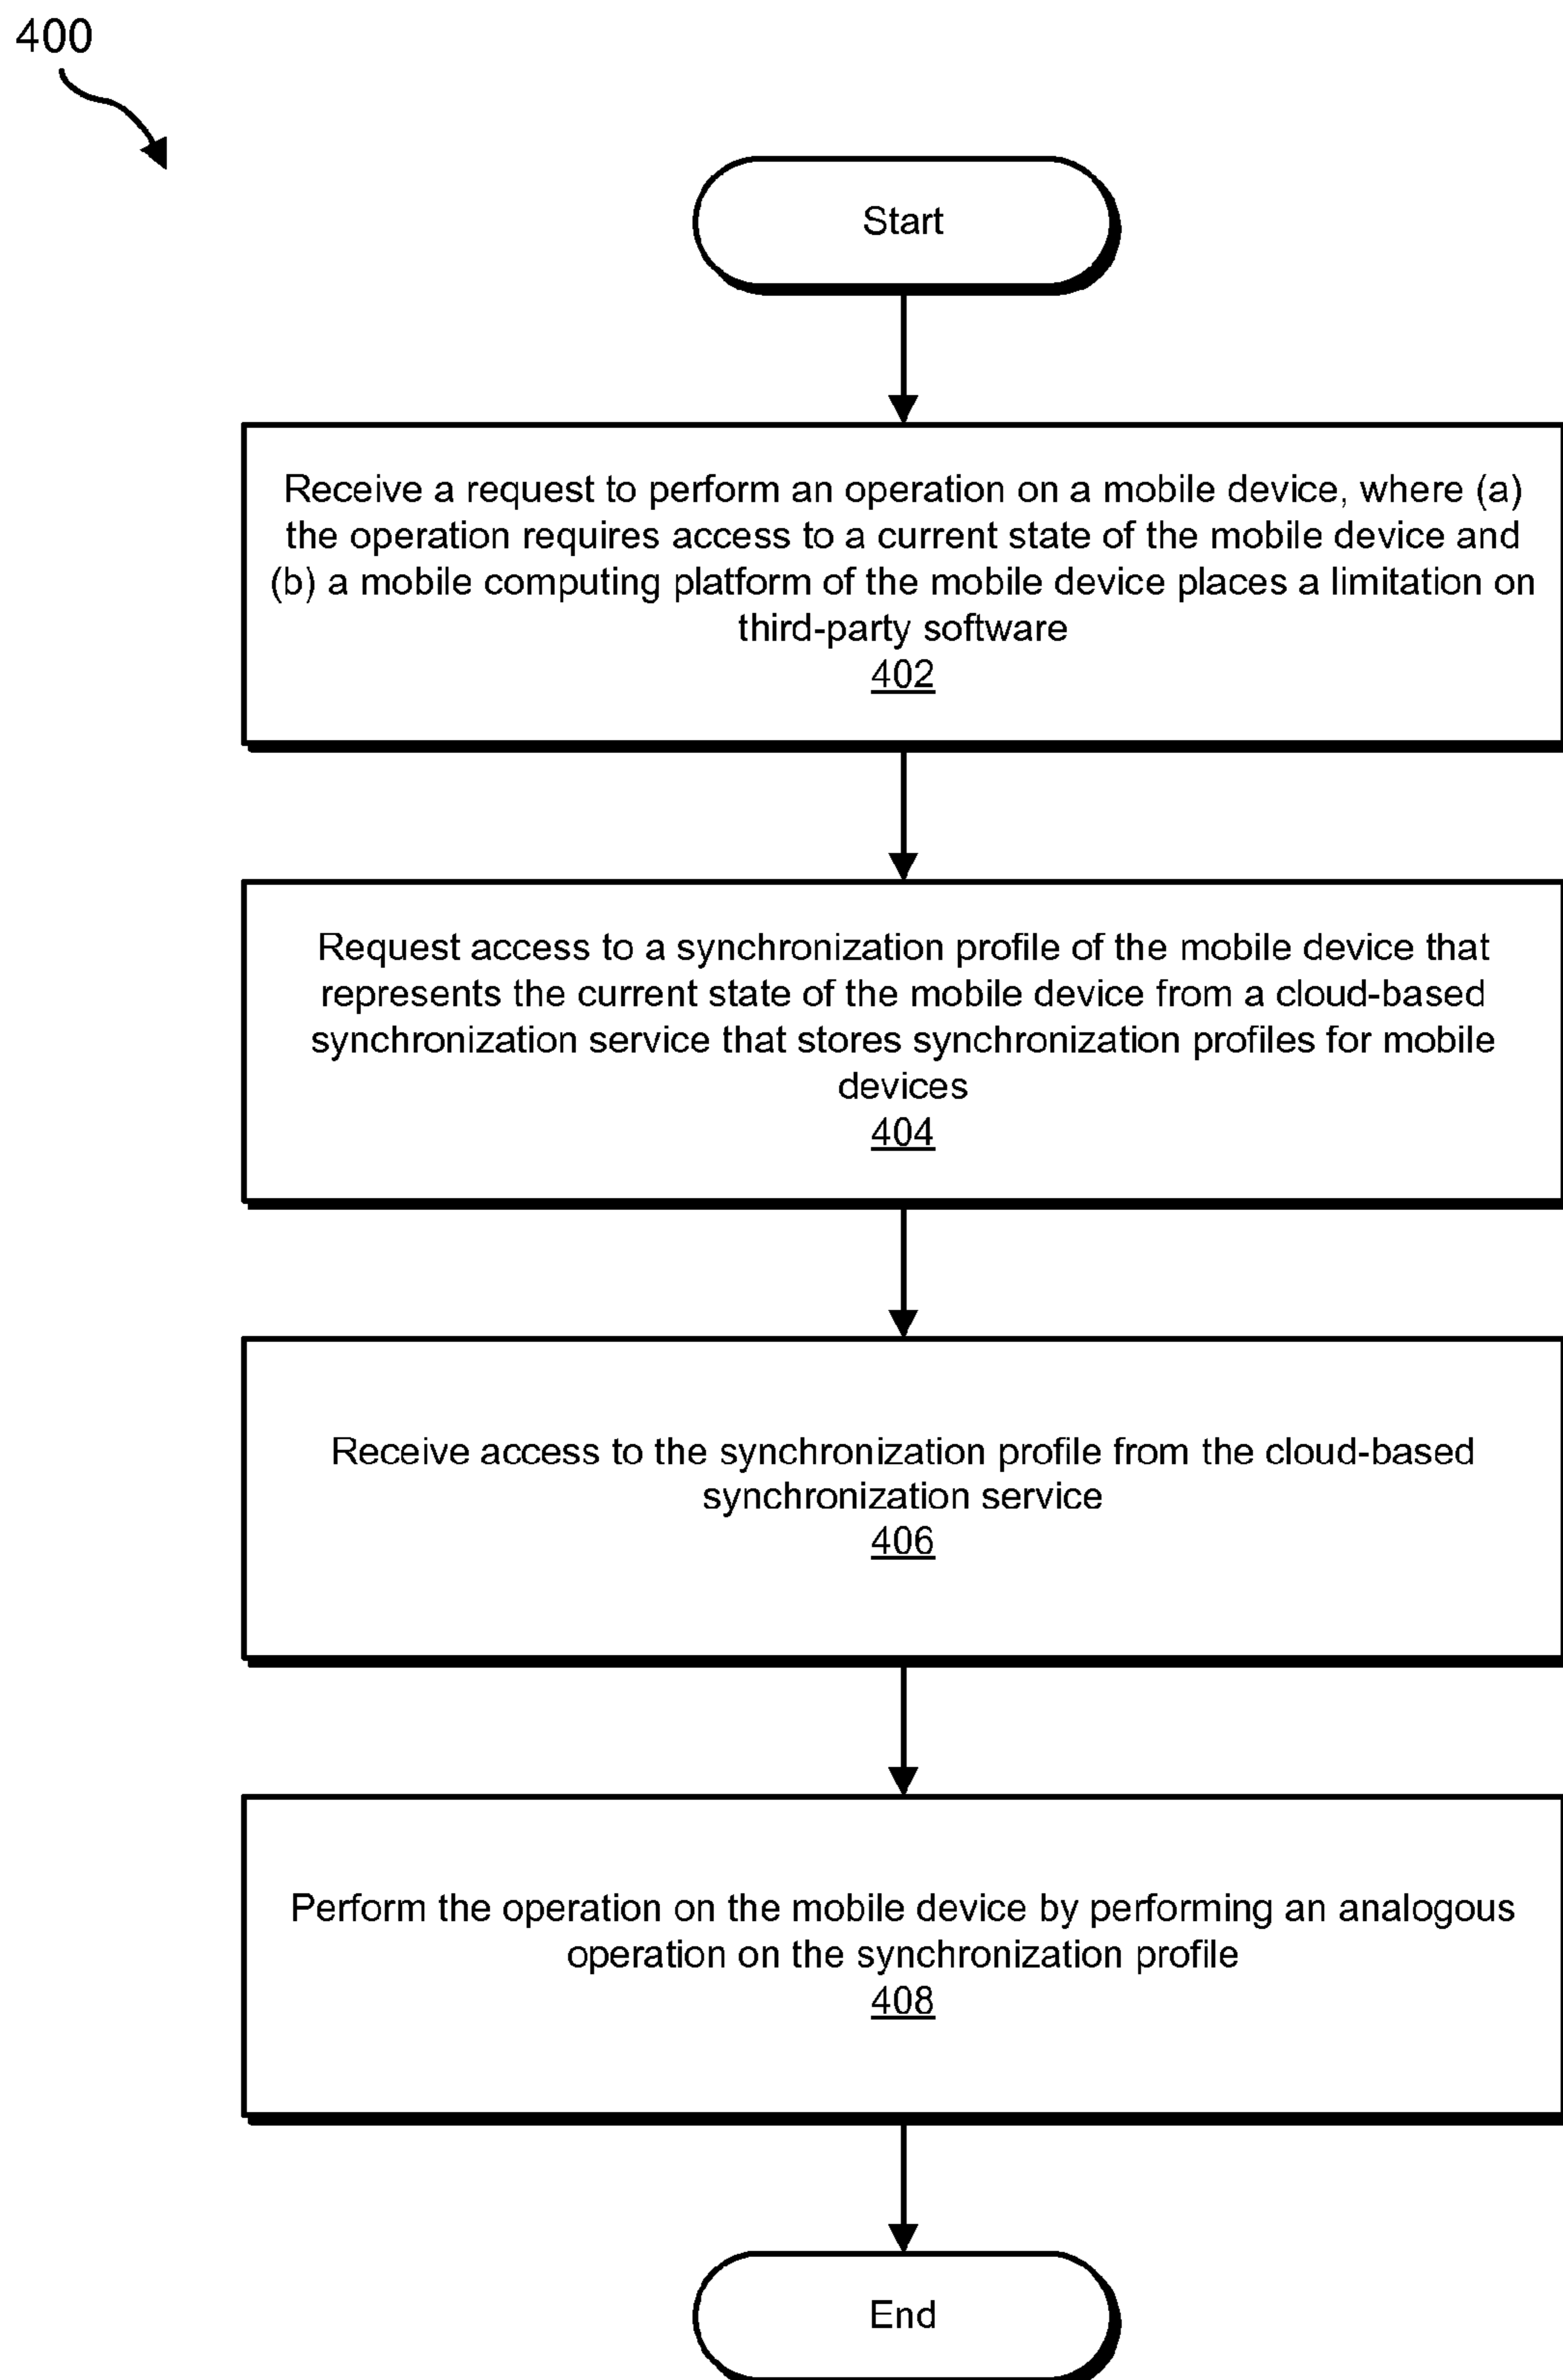 400
Start
Receive a request to perform an operation on a mobile device, where (a)
the operation requires access to a current state of the mobile device and
(b) a mobile computing platform of the mobile device places a limitation on
third-party software
402
Request access to a synchronization profile of the mobile device that
represents the current state of the mobile device from a cloud-based
synchronization service that stores synchronization profiles for mobile
devices
404
Receive access to the synchronization profile from the cloud-based
synchronization service
406
Perform the operation on the mobile device by performing an analogous
operation on the synchronization profile
408
End